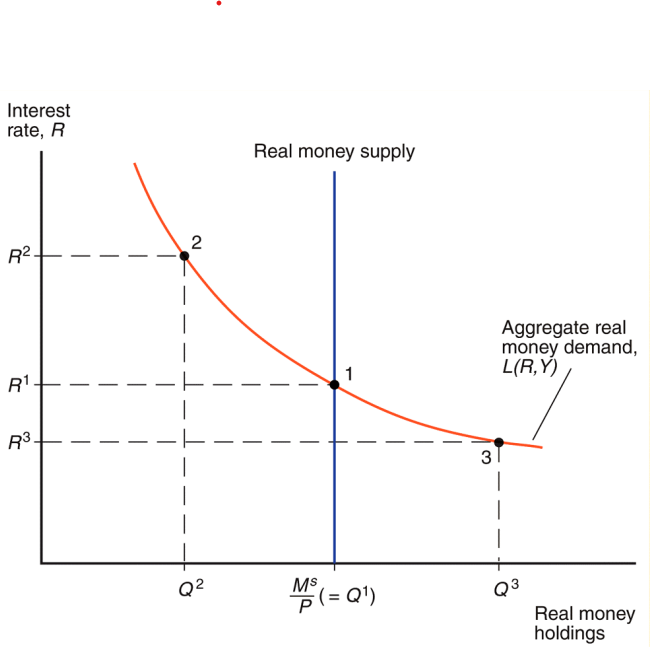 Interest
rate, R
Real money supply
R²
2
R¹
1
Aggregate real
money demand,
L(R,Y)
R³
3
Q²
Mˢ
P
(= Q¹)
Q³
Real money
holdings